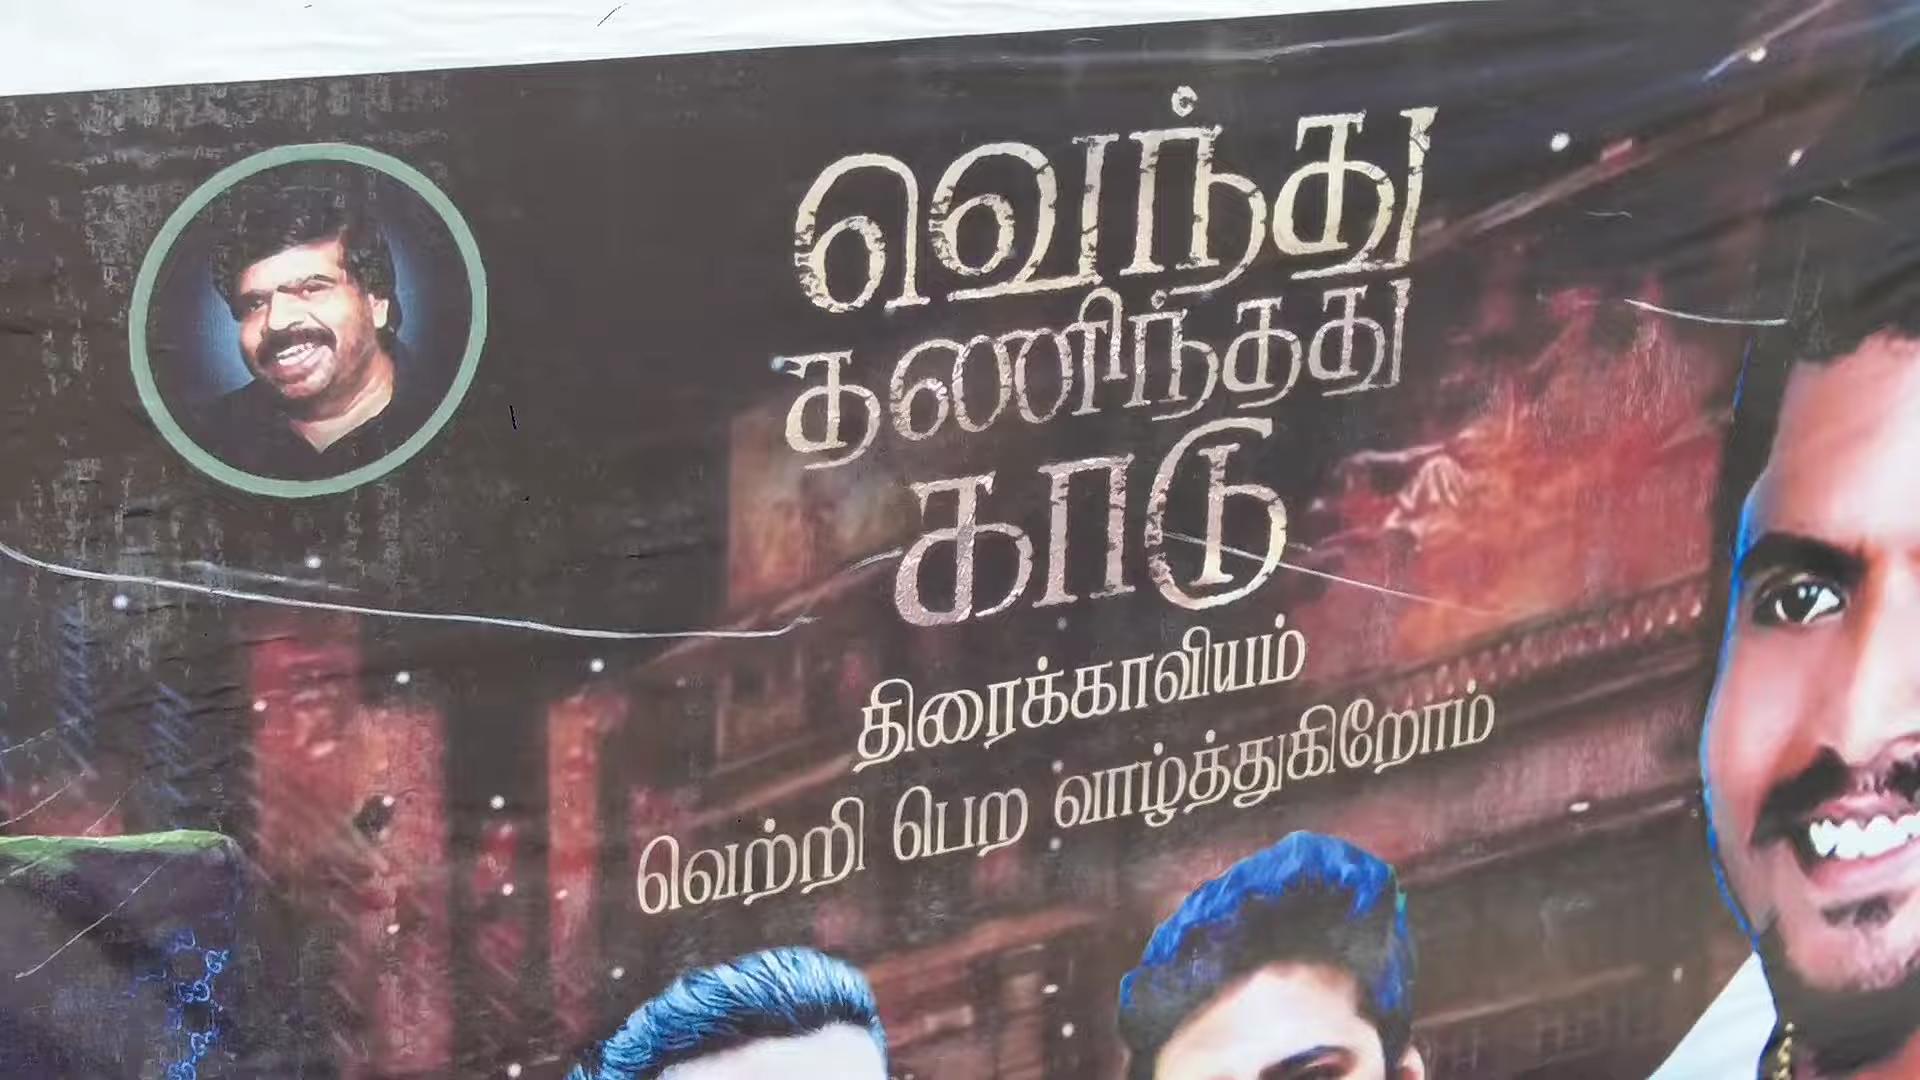 வெந்து
தணிந்தது
காடு
திரைக்காவியம்
வெற்றி பெற வாழ்த்துகிறோம்